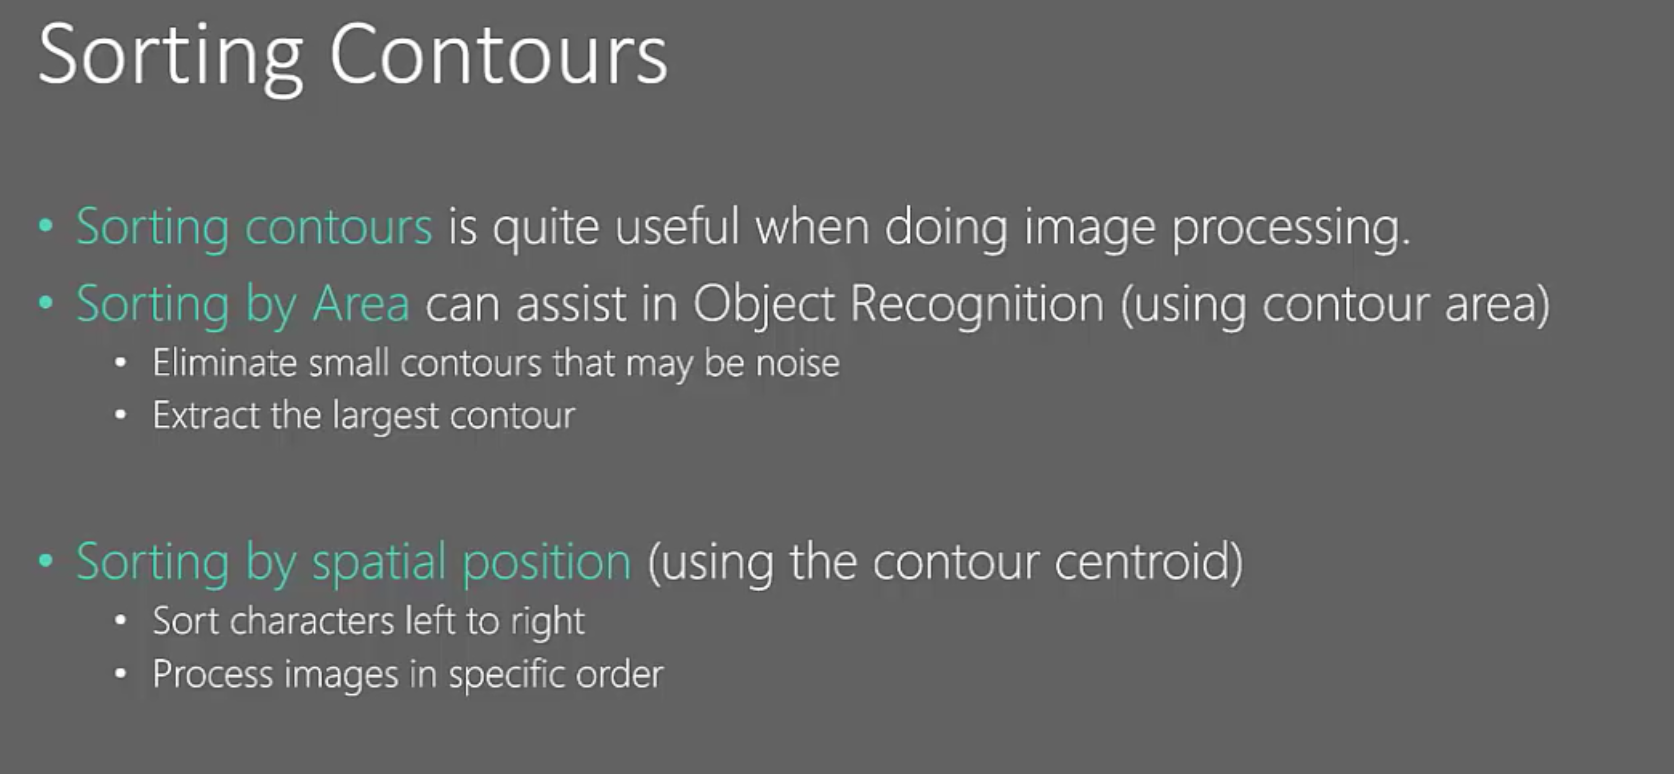 Sorting Contours
• Sorting contours is quite useful when doing image processing.
• Sorting by Area can assist in Object Recognition (using contour area)
• Eliminate small contours that may be noise
• Extract the largest contour
• Sorting by spatial position (using the contour centroid)
• Sort characters left to right
• Process images in specific order